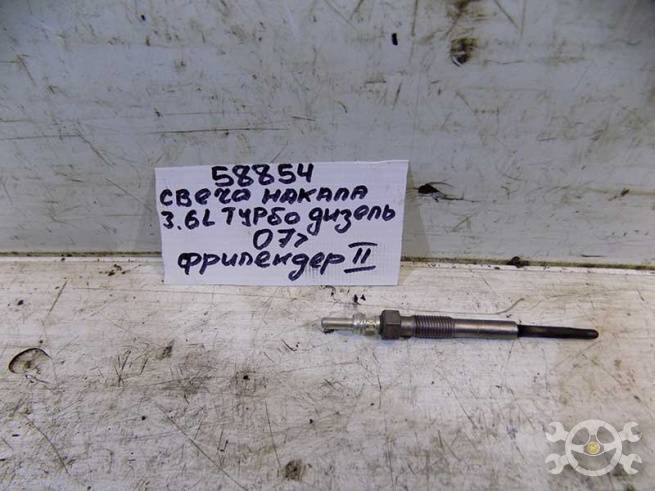 58854
свеча накала
3.6L турбо дизель
07>
фрилендер II